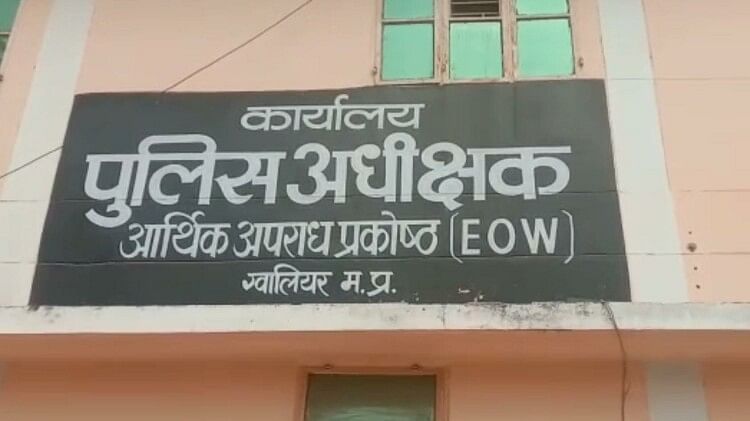 कार्यालय
पुलिस अधीक्षक
आर्थिक अपराध प्रकोष्ठ (EOW)
ग्वालियर म.प्र.